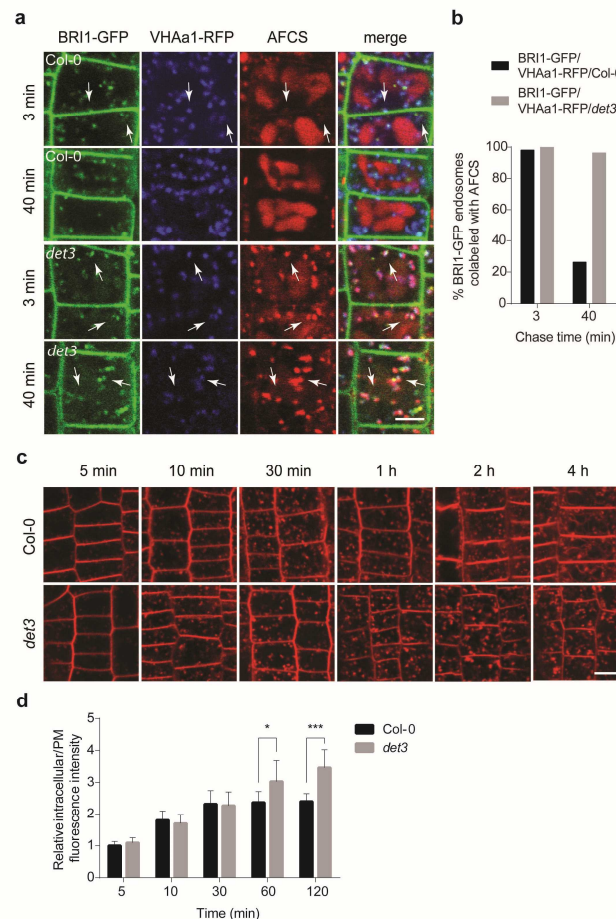 a
BRI1-GFP VHAa1-RFP AFCS merge
Col-0
3 min
Col-0
40 min
det3
3 min
det3
40 min
b
BRI1-GFP/
VHAa1-RFP/Col-0
BRI1-GFP/
VHAa1-RFP/det3
% BRI1-GFP endosomes
colabeled with AFCS
100
80
60
40
20
0
3 40
Chase time (min)
c
5 min 10 min 30 min 1 h 2 h 4 h
Col-0
det3
d
Relative intracellular/PM
fluorescence intensity
5
4
3
2
1
0
* ***
Col-0
det3
5 10 30 60 120
Time (min)